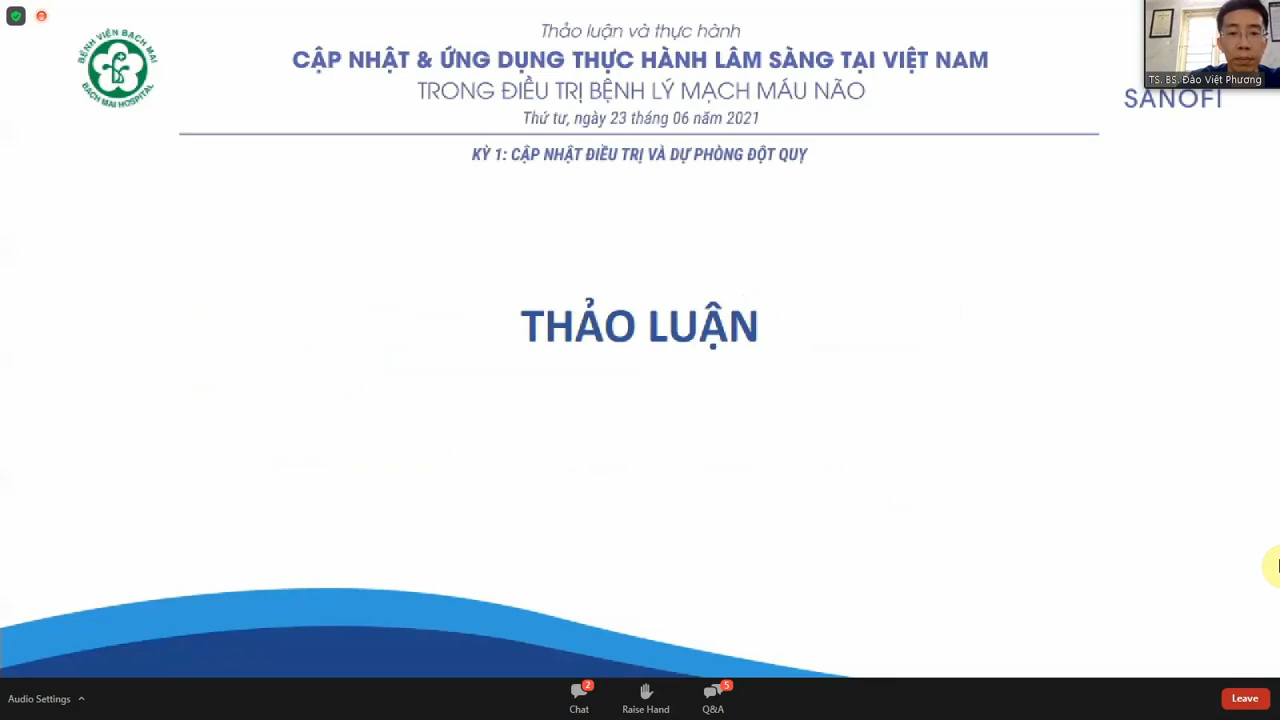 BỆNH VIỆN BẠCH MAI
BACH MAI HOSPITAL
Thảo luận và thực hành
CẬP NHẬT & ỨNG DỤNG THỰC HÀNH LÂM SÀNG TẠI VIỆT NAM
TRONG ĐIỀU TRỊ BỆNH LÝ MẠCH MÁU NÃO
Thứ tư, ngày 23 tháng 06 năm 2021
KỲ 1: CẬP NHẬT ĐIỀU TRỊ VÀ DỰ PHÒNG ĐỘT QUỴ
TS. BS. Đào Việt Phương
SANOFI
THẢO LUẬN
Audio Settings
2
Chat
Raise Hand
5
Q&A
Leave